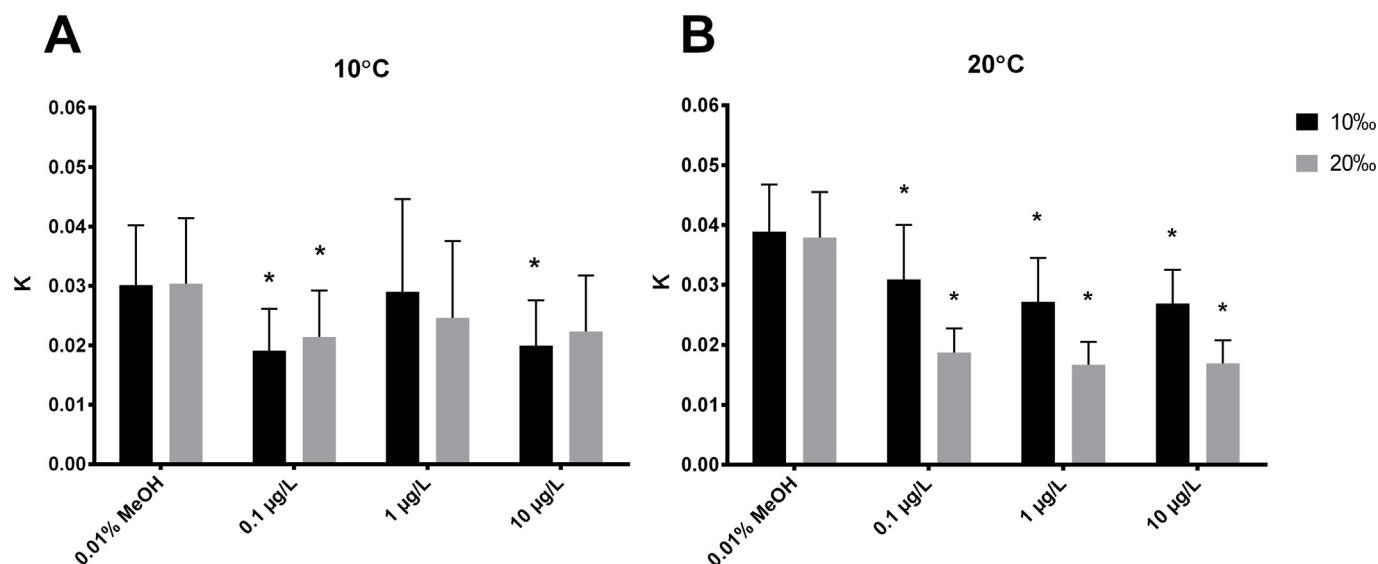 A
10°C
0.06
0.05
0.04
0.03
0.02
0.01
0.00
K
* * *
0.01% MeOH
0.1 µg/L
1 µg/L
10 µg/L
B
20°C
0.06
0.05
0.04
0.03
0.02
0.01
0.00
K
* * * * * *
0.01% MeOH
0.1 µg/L
1 µg/L
10 µg/L
10‰
20‰